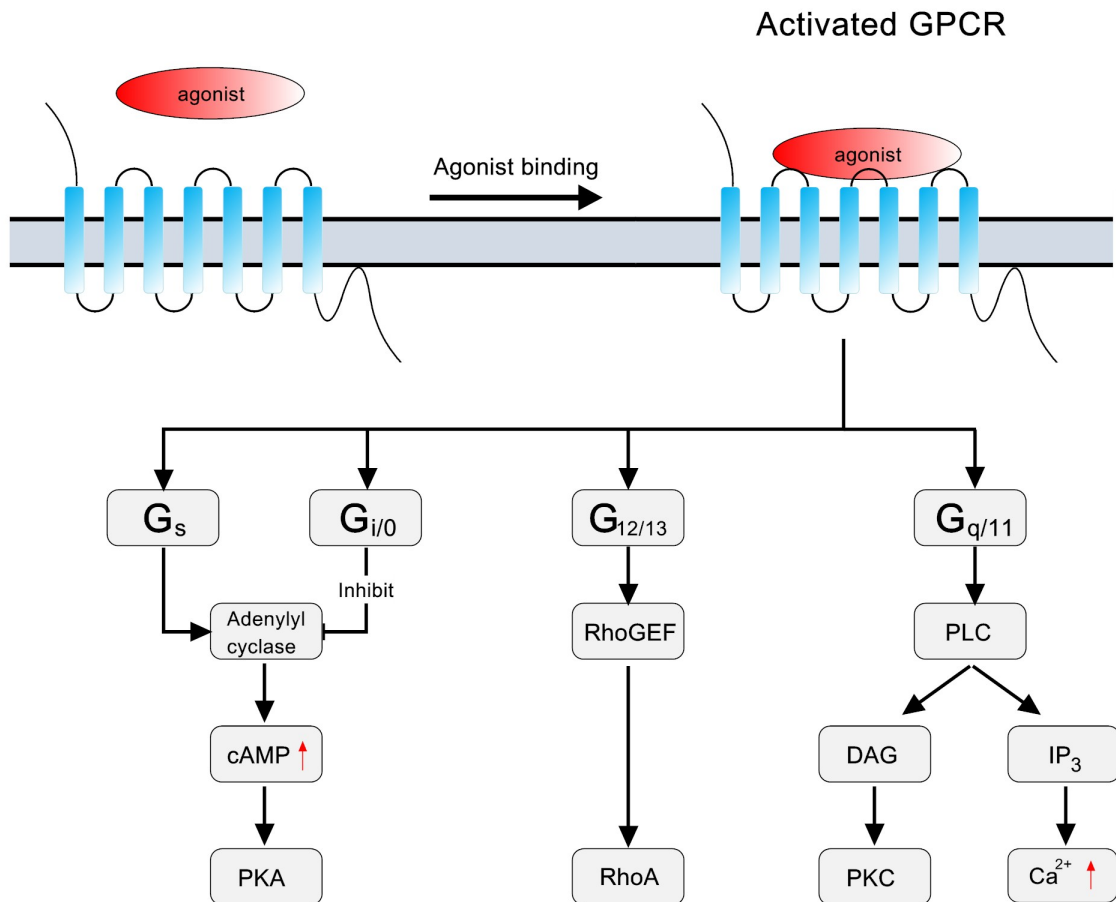 Activated GPCR
agonist
Agonist binding
agonist
Gs
Gi/0
G12/13
Gq/11
Inhibit
Adenylyl
cyclase
RhoGEF
PLC
cAMP ↑
DAG
IP3
PKA
RhoA
PKC
Ca2+ ↑